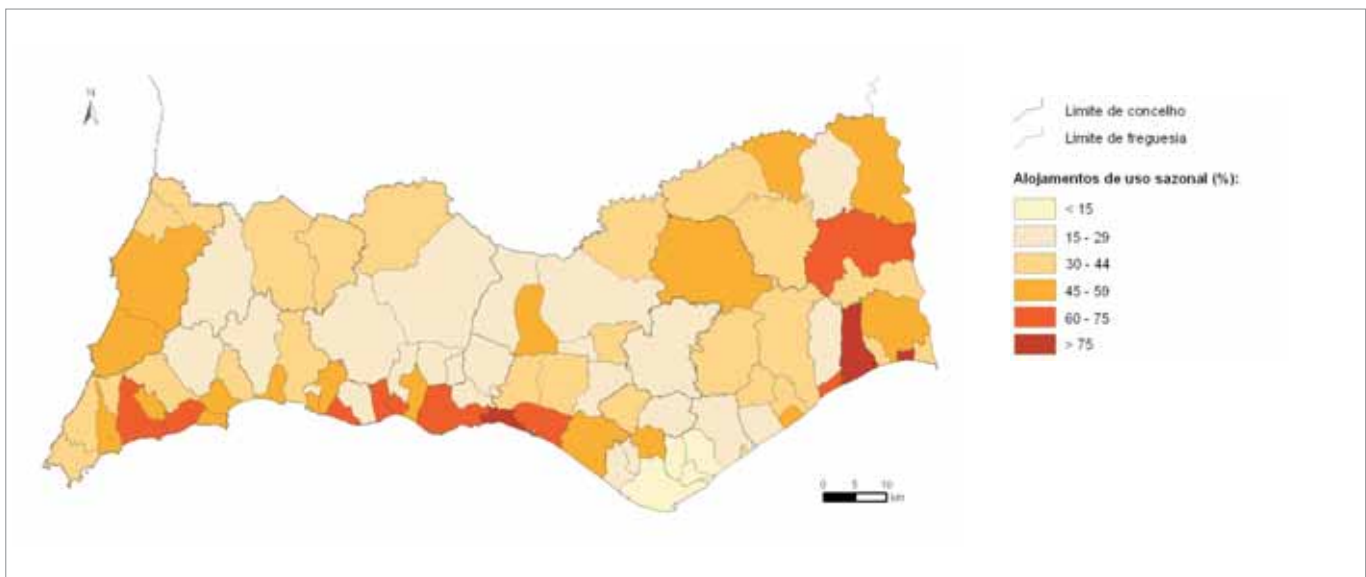 N
Limite de concelho
Limite de freguesia
Alojamentos de uso sazonal (%):
< 15
15 - 29
30 - 44
45 - 59
60 - 75
> 75
0 5 10
km